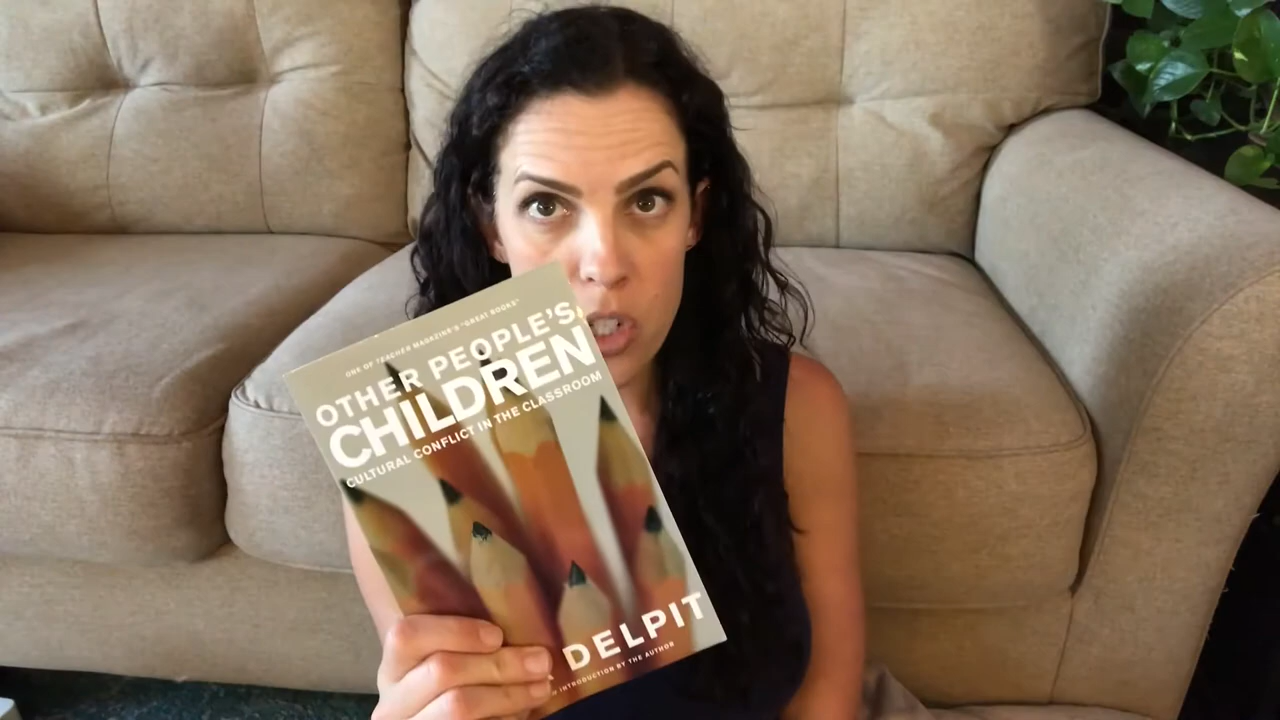 ONE OF TEACHER MAGAZINE'S "GREAT BOOKS"
OTHER PEOPLE'S
CHILDREN
CULTURAL CONFLICT IN THE CLASSROOM
DELPIT
INTRODUCTION BY THE AUTHOR